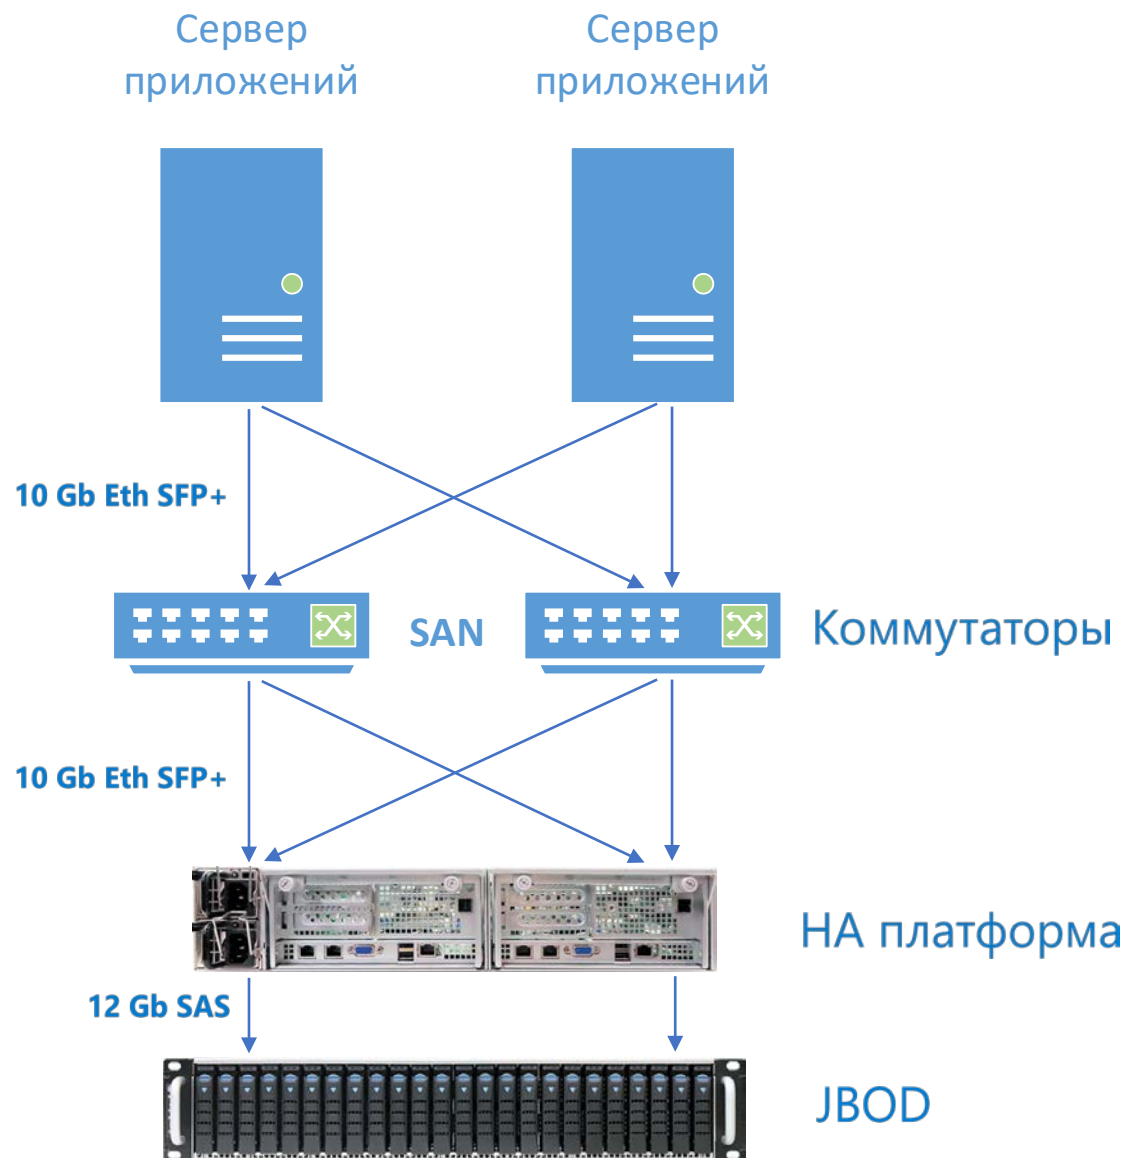 Сервер
приложений
Сервер
приложений
10 Gb Eth SFP+
SAN
Коммутаторы
10 Gb Eth SFP+
НА платформа
12 Gb SAS
JBOD